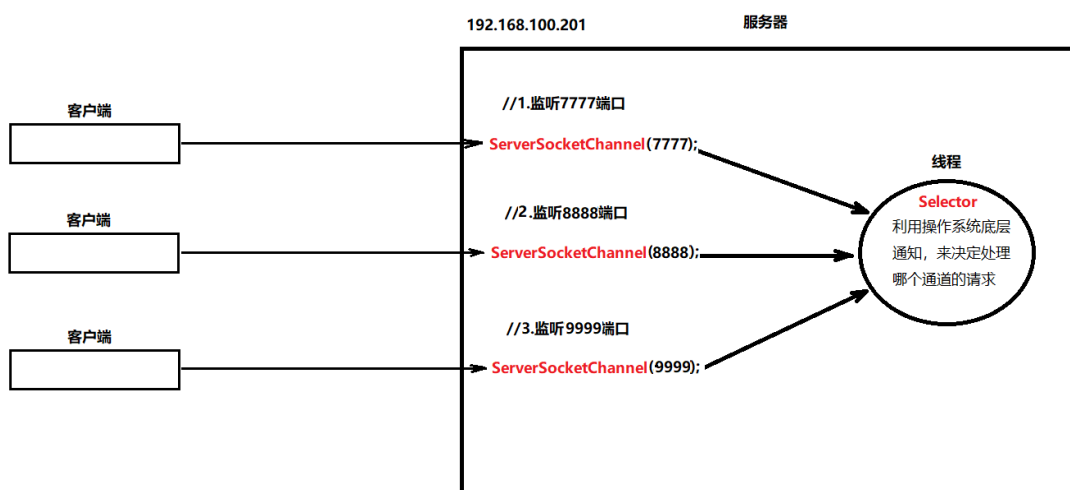 192.168.100.201
服务器
客户端
//1.监听7777端口
ServerSocketChannel(7777);
线程
Selector
利用操作系统底层
通知，来决定处理
哪个通道的请求
客户端
//2.监听8888端口
ServerSocketChannel(8888);
客户端
//3.监听9999端口
ServerSocketChannel(9999);